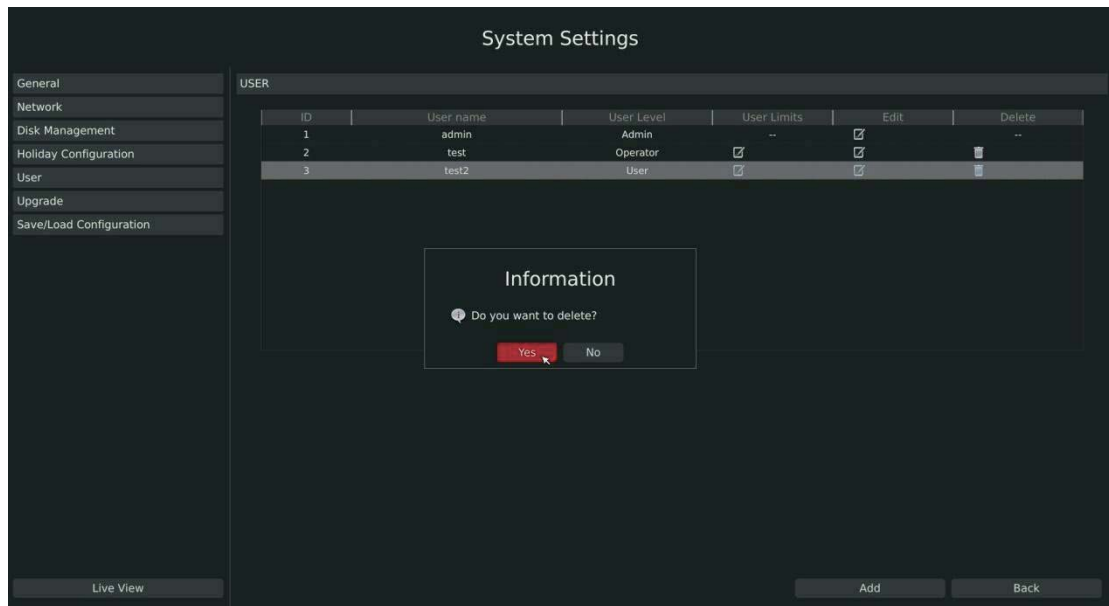 System Settings
General
Network
Disk Management
Holiday Configuration
User
Upgrade
Save/Load Configuration
Live View
USER
ID User name User Level User Limits Edit Delete
1 admin Admin -- --
2 test Operator
3 test2 User
Information
Do you want to delete?
Yes No
Add Back